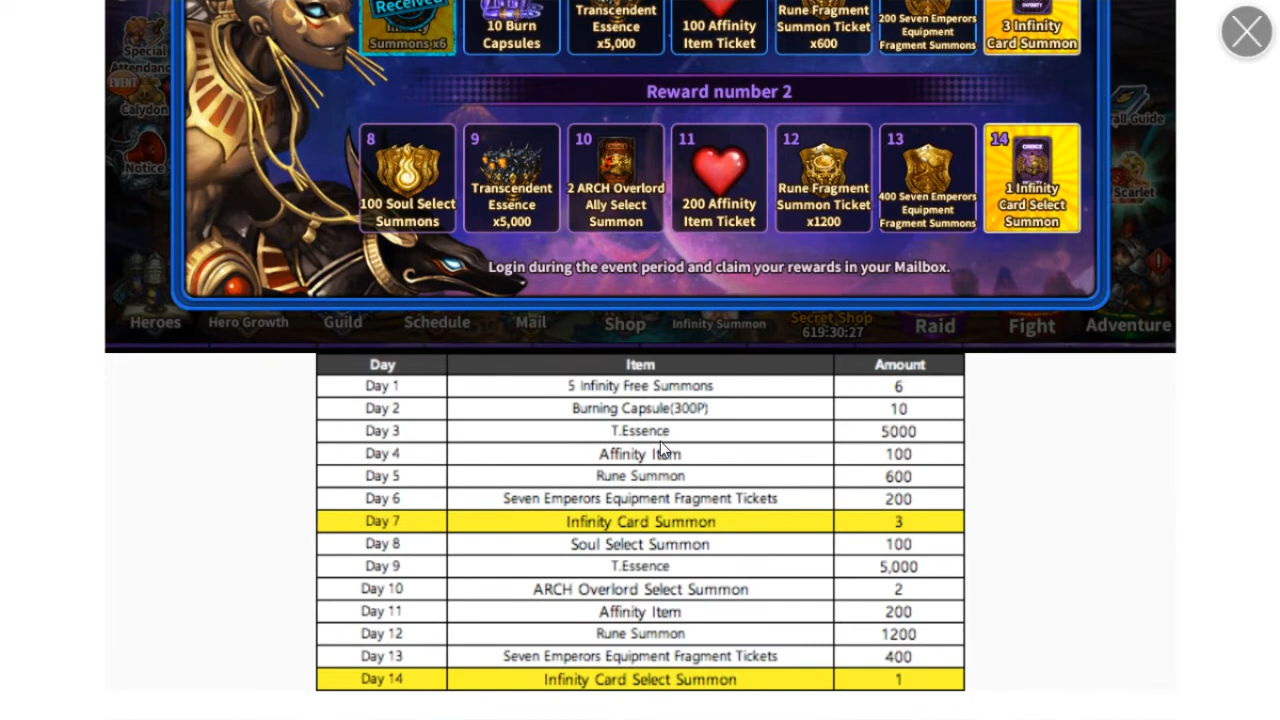 Received
Summons x6
10 Burn
Capsules
Transcendent
Essence
x5,000
100 Affinity
Item Ticket
Rune Fragment
Summon Ticket
x600
200 Seven Emperors
Equipment
Fragment Summons
3 Infinity
Card Summon
Special
Attendanc
EVENT
Calydon
Notice
all Guide
Scarlet
Reward number 2
8
100 Soul Select
Summons
9
Transcendent
Essence
x5,000
10
2 ARCH Overlord
Ally Select
Summon
11
200 Affinity
Item Ticket
12
Rune Fragment
Summon Ticket
x1200
13
400 Seven Emperors
Equipment
Fragment Summons
14
CHOICE
1 Infinity
Card Select
Summon
Login during the event period and claim your rewards in your Mailbox.
Heroes Hero Growth Guild Schedule Mail Shop Infinity Summon Secret Shop Raid Fight Adventure
619:30:27
Day Item Amount
Day 1 5 Infinity Free Summons 6
Day 2 Burning Capsule(300P) 10
Day 3 T.Essence 5000
Day 4 Affinity Item 100
Day 5 Rune Summon 600
Day 6 Seven Emperors Equipment Fragment Tickets 200
Day 7 Infinity Card Summon 3
Day 8 Soul Select Summon 100
Day 9 T.Essence 5,000
Day 10 ARCH Overlord Select Summon 2
Day 11 Affinity Item 200
Day 12 Rune Summon 1200
Day 13 Seven Emperors Equipment Fragment Tickets 400
Day 14 Infinity Card Select Summon 1